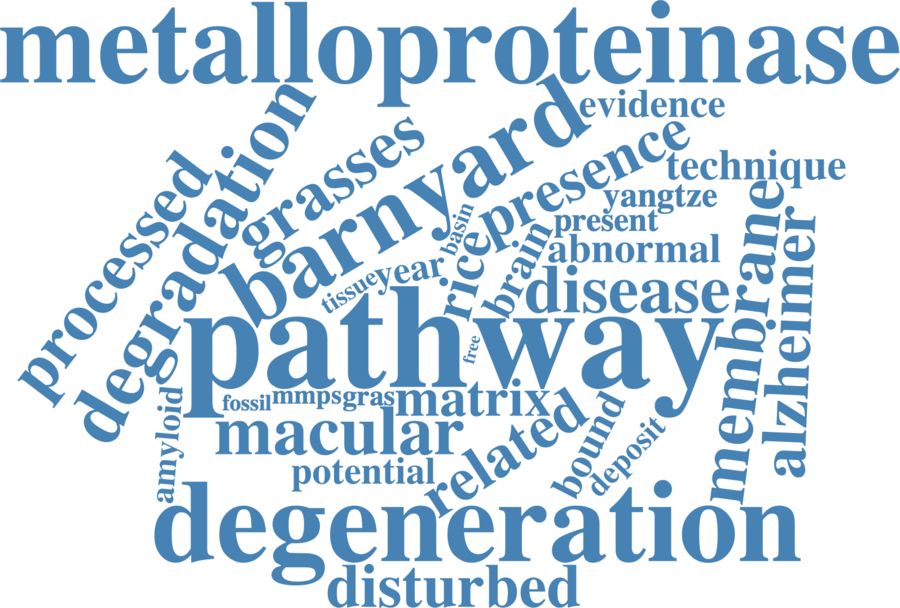 metalloproteinase
evidence
barnyard
degradation
grasses
presence
technique
processed
yangtze
basin
present
rice
brain
abnormal
membrane
alzheimer
tissue
year
disease
pathway
free
amyloid
fossil
mmps
gras
matrix
macular
related
bound
deposit
potential
degeneration
disturbed